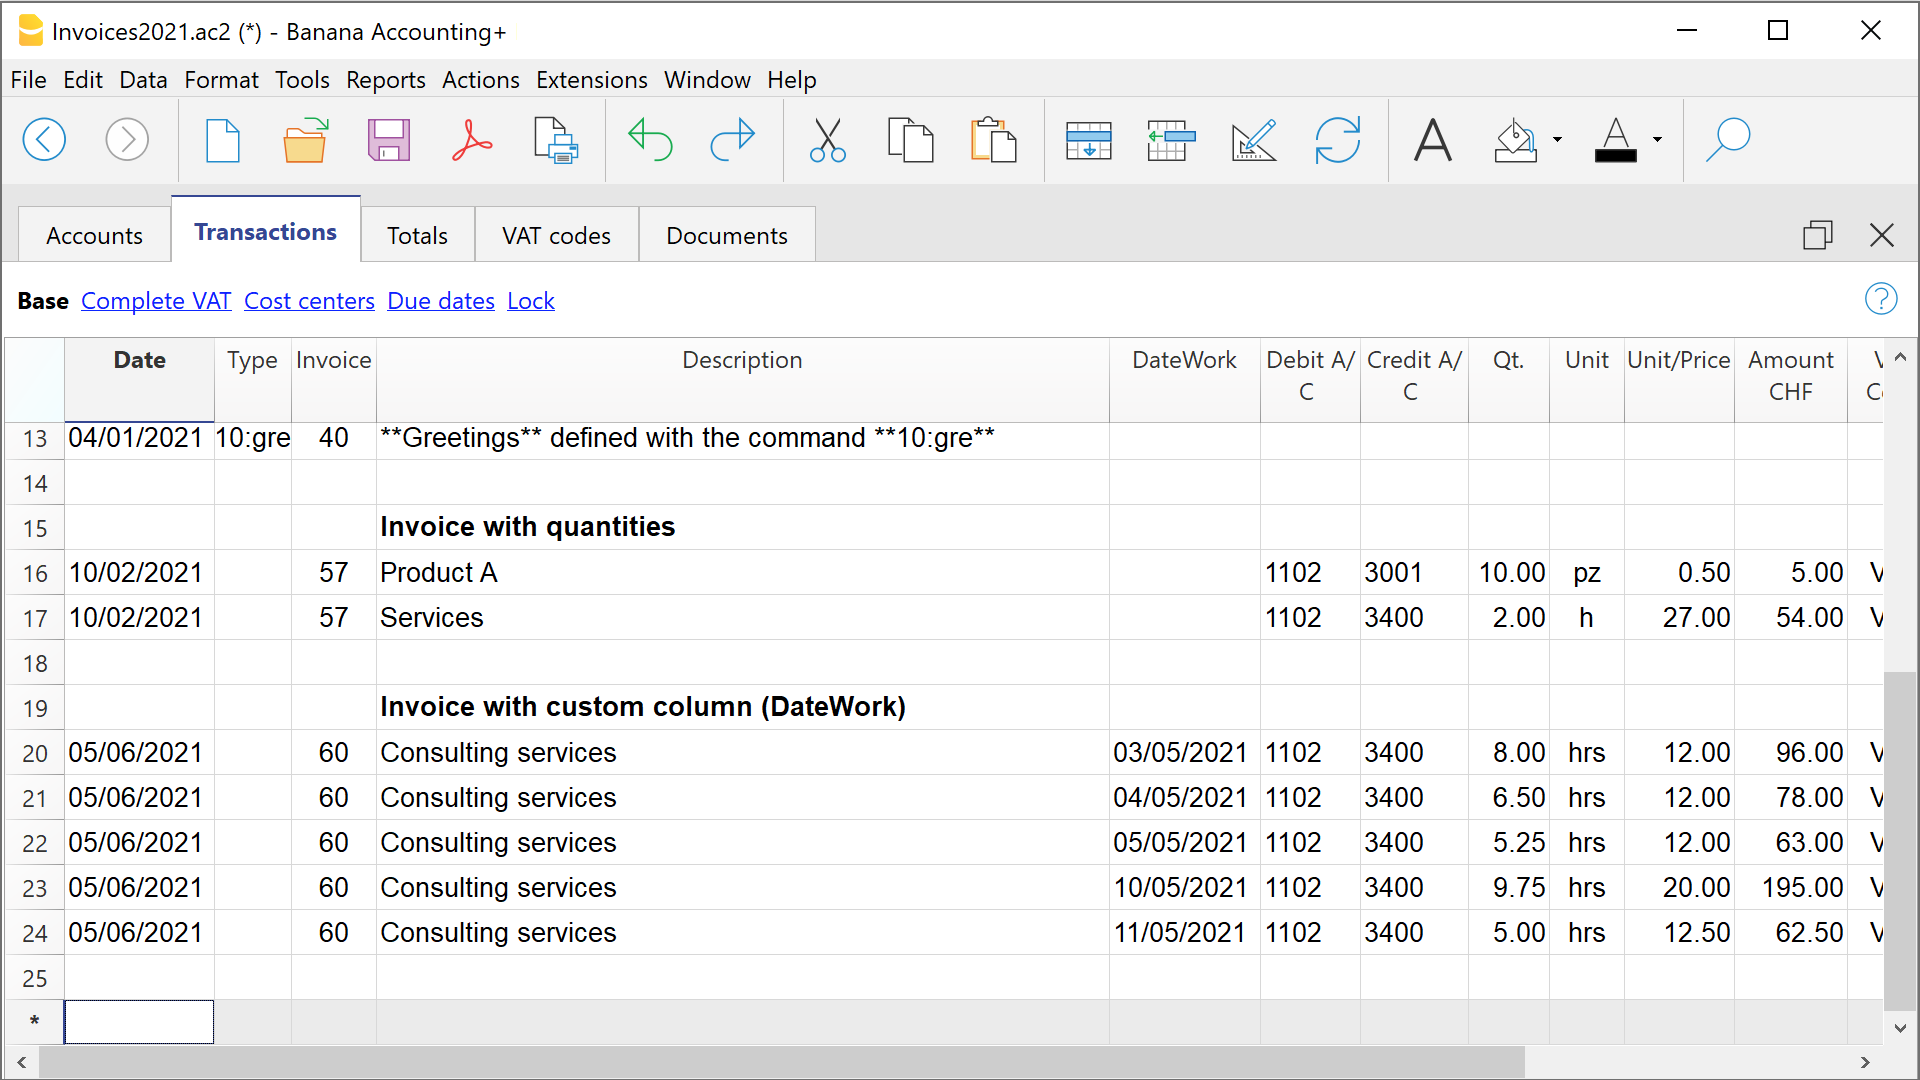 Invoices2021.ac2 (*) - Banana Accounting+
File Edit Data Format Tools Reports Actions Extensions Window Help
Accounts Transactions Totals VAT codes Documents
Base Complete VAT Cost centers Due dates Lock
Date Type Invoice Description DateWork Debit A/C Credit A/C Qt. Unit Unit/Price Amount CHF
13 04/01/2021 10:gre 40 **Greetings** defined with the command **10:gre**
14
15 Invoice with quantities
16 10/02/2021 57 Product A 1102 3001 10.00 pz 0.50 5.00 V
17 10/02/2021 57 Services 1102 3400 2.00 h 27.00 54.00 V
18
19 Invoice with custom column (DateWork)
20 05/06/2021 60 Consulting services 03/05/2021 1102 3400 8.00 hrs 12.00 96.00 V
21 05/06/2021 60 Consulting services 04/05/2021 1102 3400 6.50 hrs 12.00 78.00 V
22 05/06/2021 60 Consulting services 05/05/2021 1102 3400 5.25 hrs 12.00 63.00 V
23 05/06/2021 60 Consulting services 10/05/2021 1102 3400 9.75 hrs 20.00 195.00 V
24 05/06/2021 60 Consulting services 11/05/2021 1102 3400 5.00 hrs 12.50 62.50 V
25
*